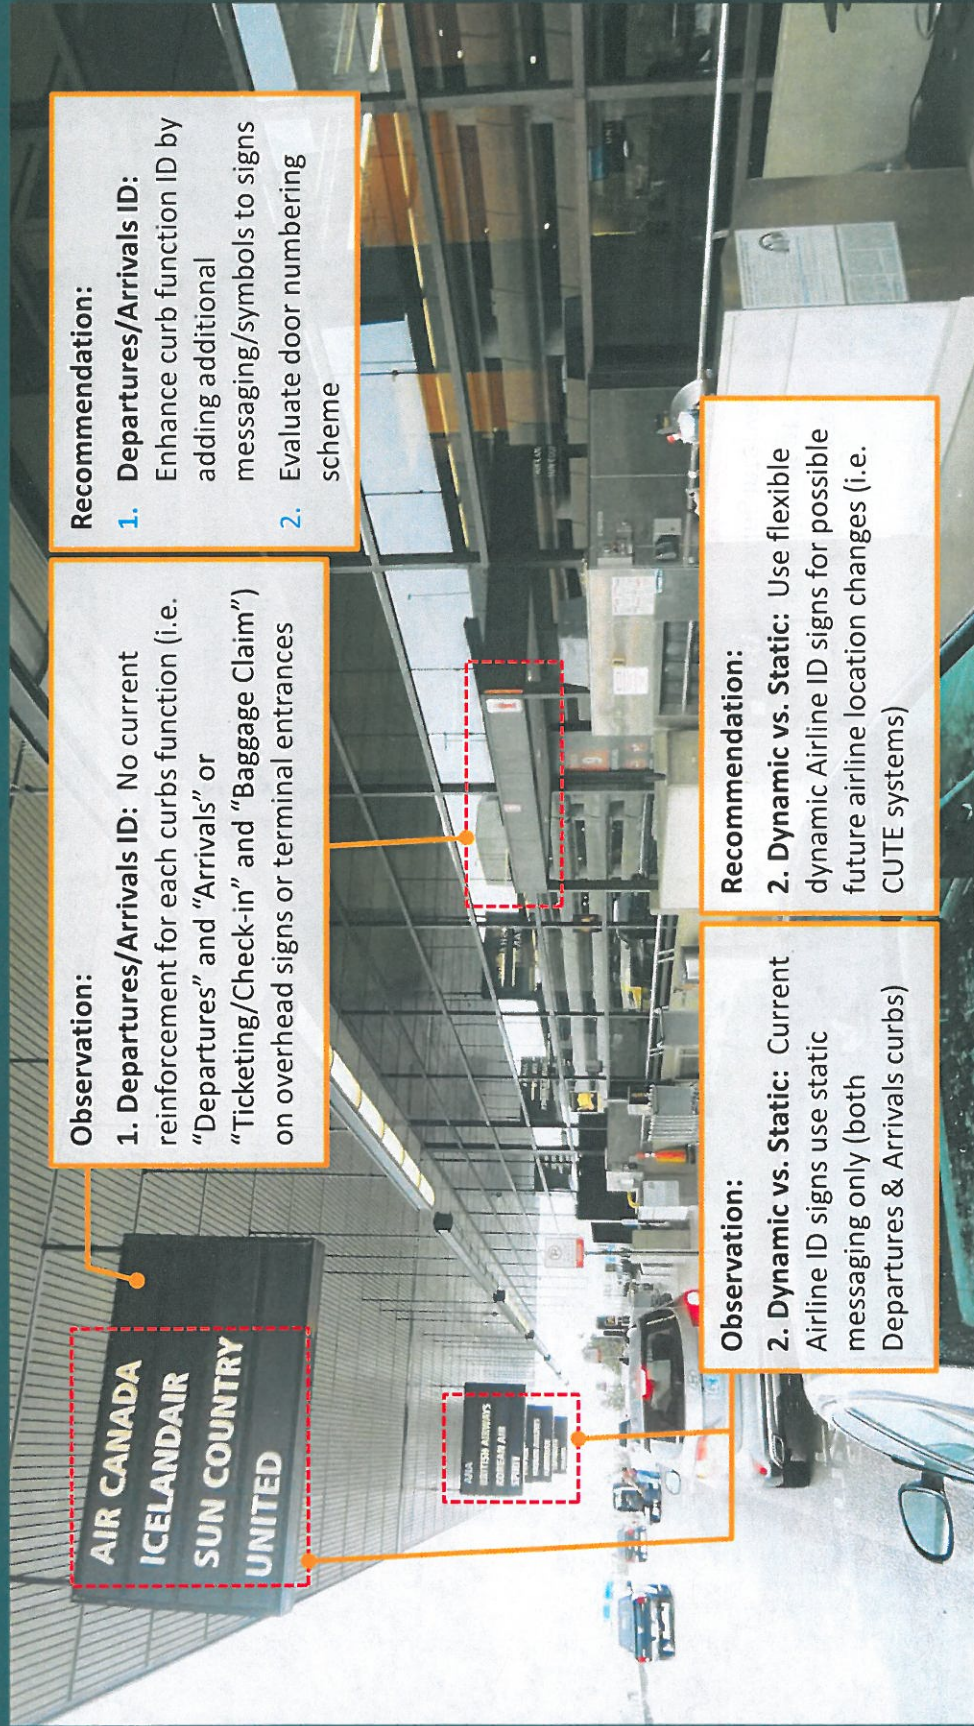 AIR CANADA
ICELANDAIR
SUN COUNTRY
UNITED
ANA
BRITISH AIRWAYS
KOREAN AIR
SPIRIT
Observation:
1. Departures/Arrivals ID: No current
reinforcement for each curbs function (i.e.
“Departures” and “Arrivals” or
“Ticketing/Check-in” and “Baggage Claim”)
on overhead signs or terminal entrances
Recommendation:
1. Departures/Arrivals ID:
Enhance curb function ID by
adding additional
messaging/symbols to signs
2. Evaluate door numbering
scheme
Observation:
2. Dynamic vs. Static: Current
Airline ID signs use static
messaging only (both
Departures & Arrivals curbs)
Recommendation:
2. Dynamic vs. Static: Use flexible
dynamic Airline ID signs for possible
future airline location changes (i.e.
CUTE systems)